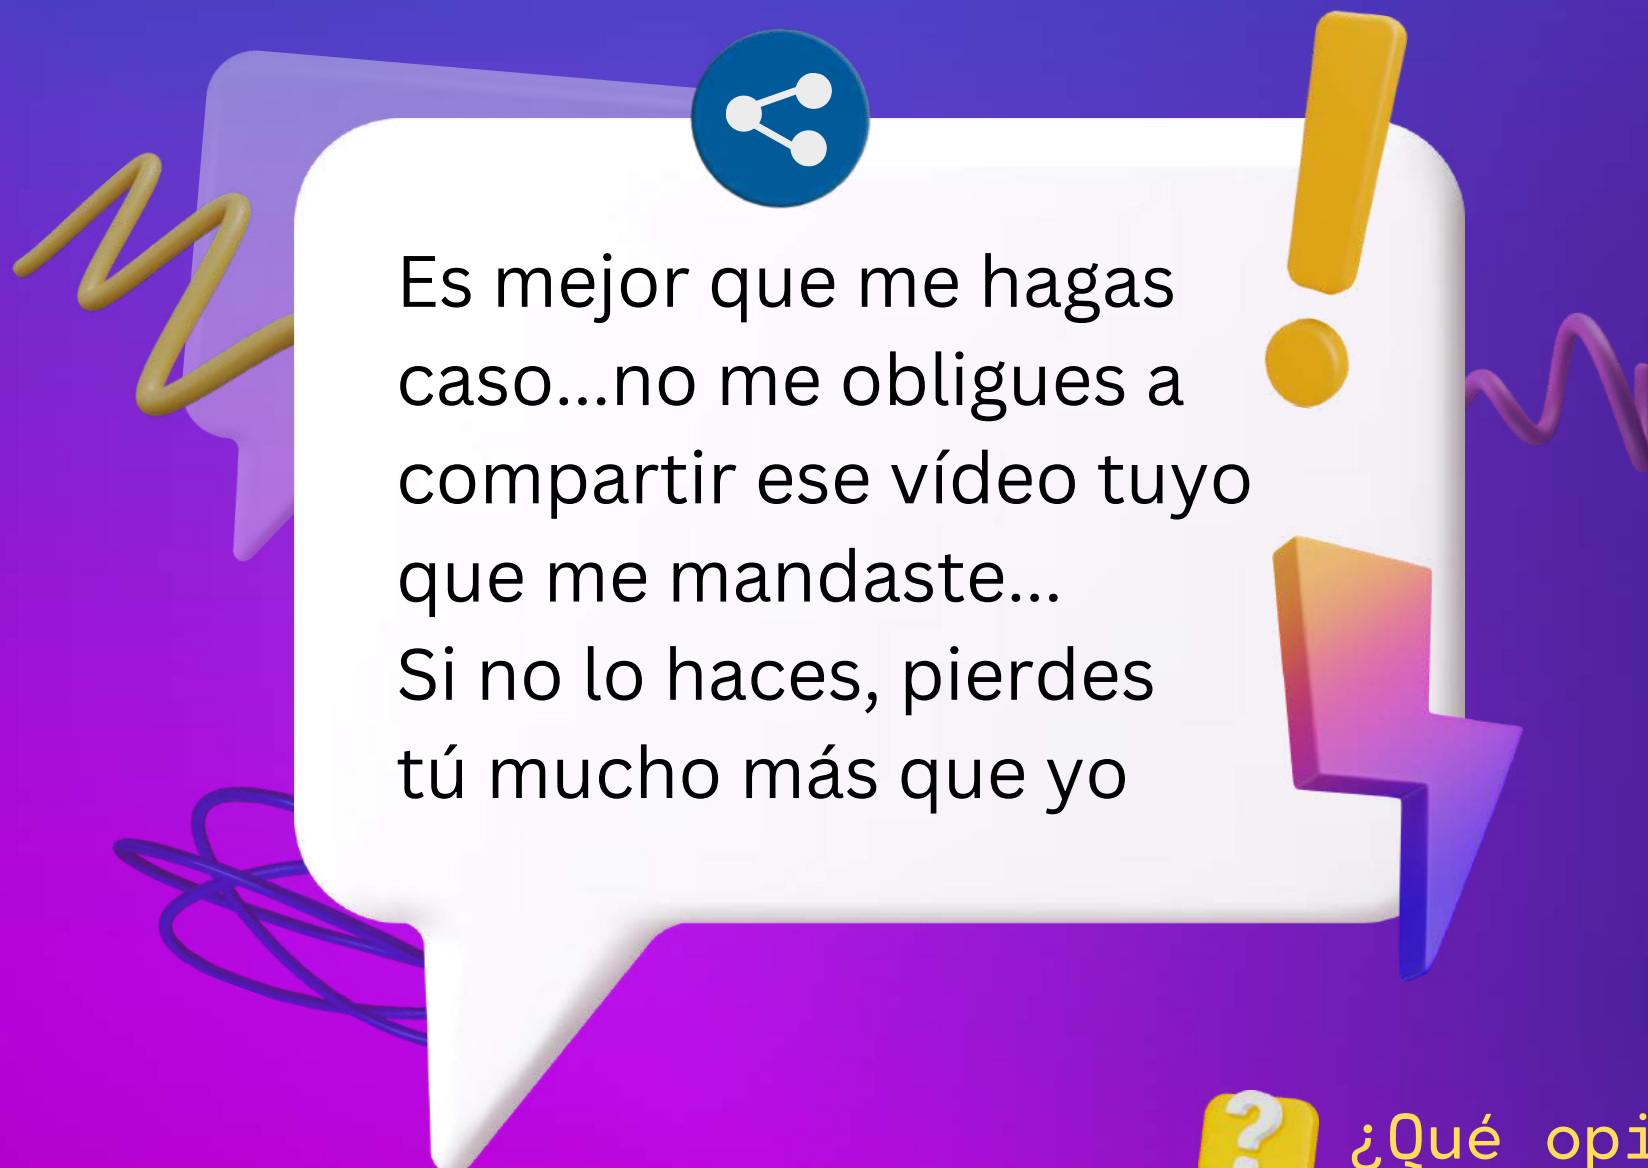 Es mejor que me hagas
caso...no me obligues a
compartir ese vídeo tuyo
que me mandaste...
Si no lo haces, pierdes
tú mucho más que yo
?
¿Qué